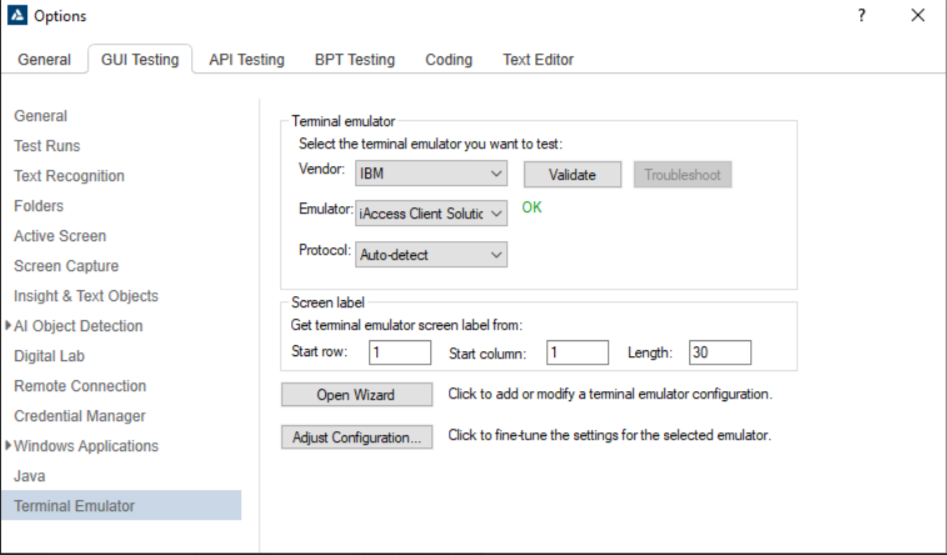 Options
?
General GUI Testing API Testing BPT Testing Coding Text Editor
General
Test Runs
Text Recognition
Folders
Active Screen
Screen Capture
Insight & Text Objects
AI Object Detection
Digital Lab
Remote Connection
Credential Manager
Windows Applications
Java
Terminal Emulator
Terminal emulator
Select the terminal emulator you want to test:
Vendor: IBM Validate Troubleshoot
Emulator: iAccess Client Solutic OK
Protocol: Auto-detect
Screen label
Get terminal emulator screen label from:
Start row: 1 Start column: 1 Length: 30
Open Wizard Click to add or modify a terminal emulator configuration.
Adjust Configuration... Click to fine-tune the settings for the selected emulator.